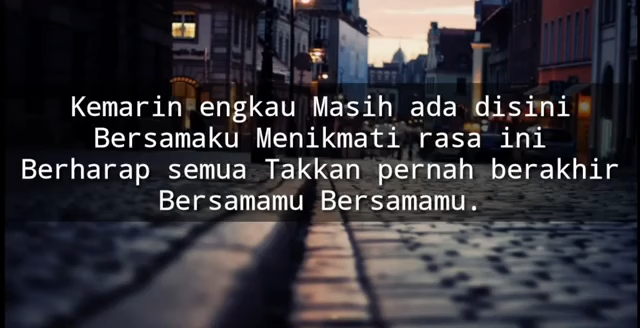 Kemarin engkau Masih ada disini
Bersamaku Menikmati rasa ini
Berharap semua Takkan pernah berakhir
Bersamamu Bersamamu.